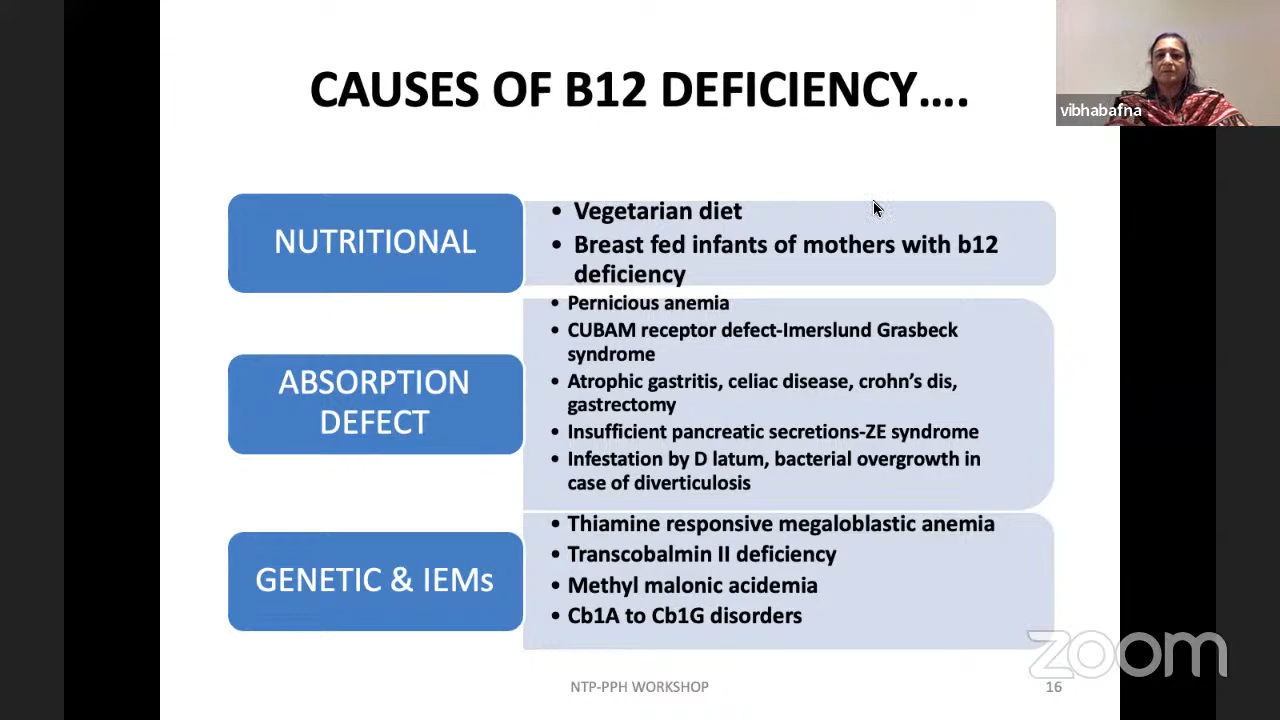 CAUSES OF B12 DEFICIENCY....
vibhabafna
NUTRITIONAL
• Vegetarian diet
• Breast fed infants of mothers with b12
deficiency
ABSORPTION
DEFECT
• Pernicious anemia
• CUBAM receptor defect-Imerslund Grasbeck
syndrome
• Atrophic gastritis, celiac disease, crohn's dis,
gastrectomy
• Insufficient pancreatic secretions-ZE syndrome
• Infestation by D latum, bacterial overgrowth in
case of diverticulosis
GENETIC & IEMs
• Thiamine responsive megaloblastic anemia
• Transcobalmin II deficiency
• Methyl malonic acidemia
• Cb1A to Cb1G disorders
zoom
NTP-PPH WORKSHOP
16